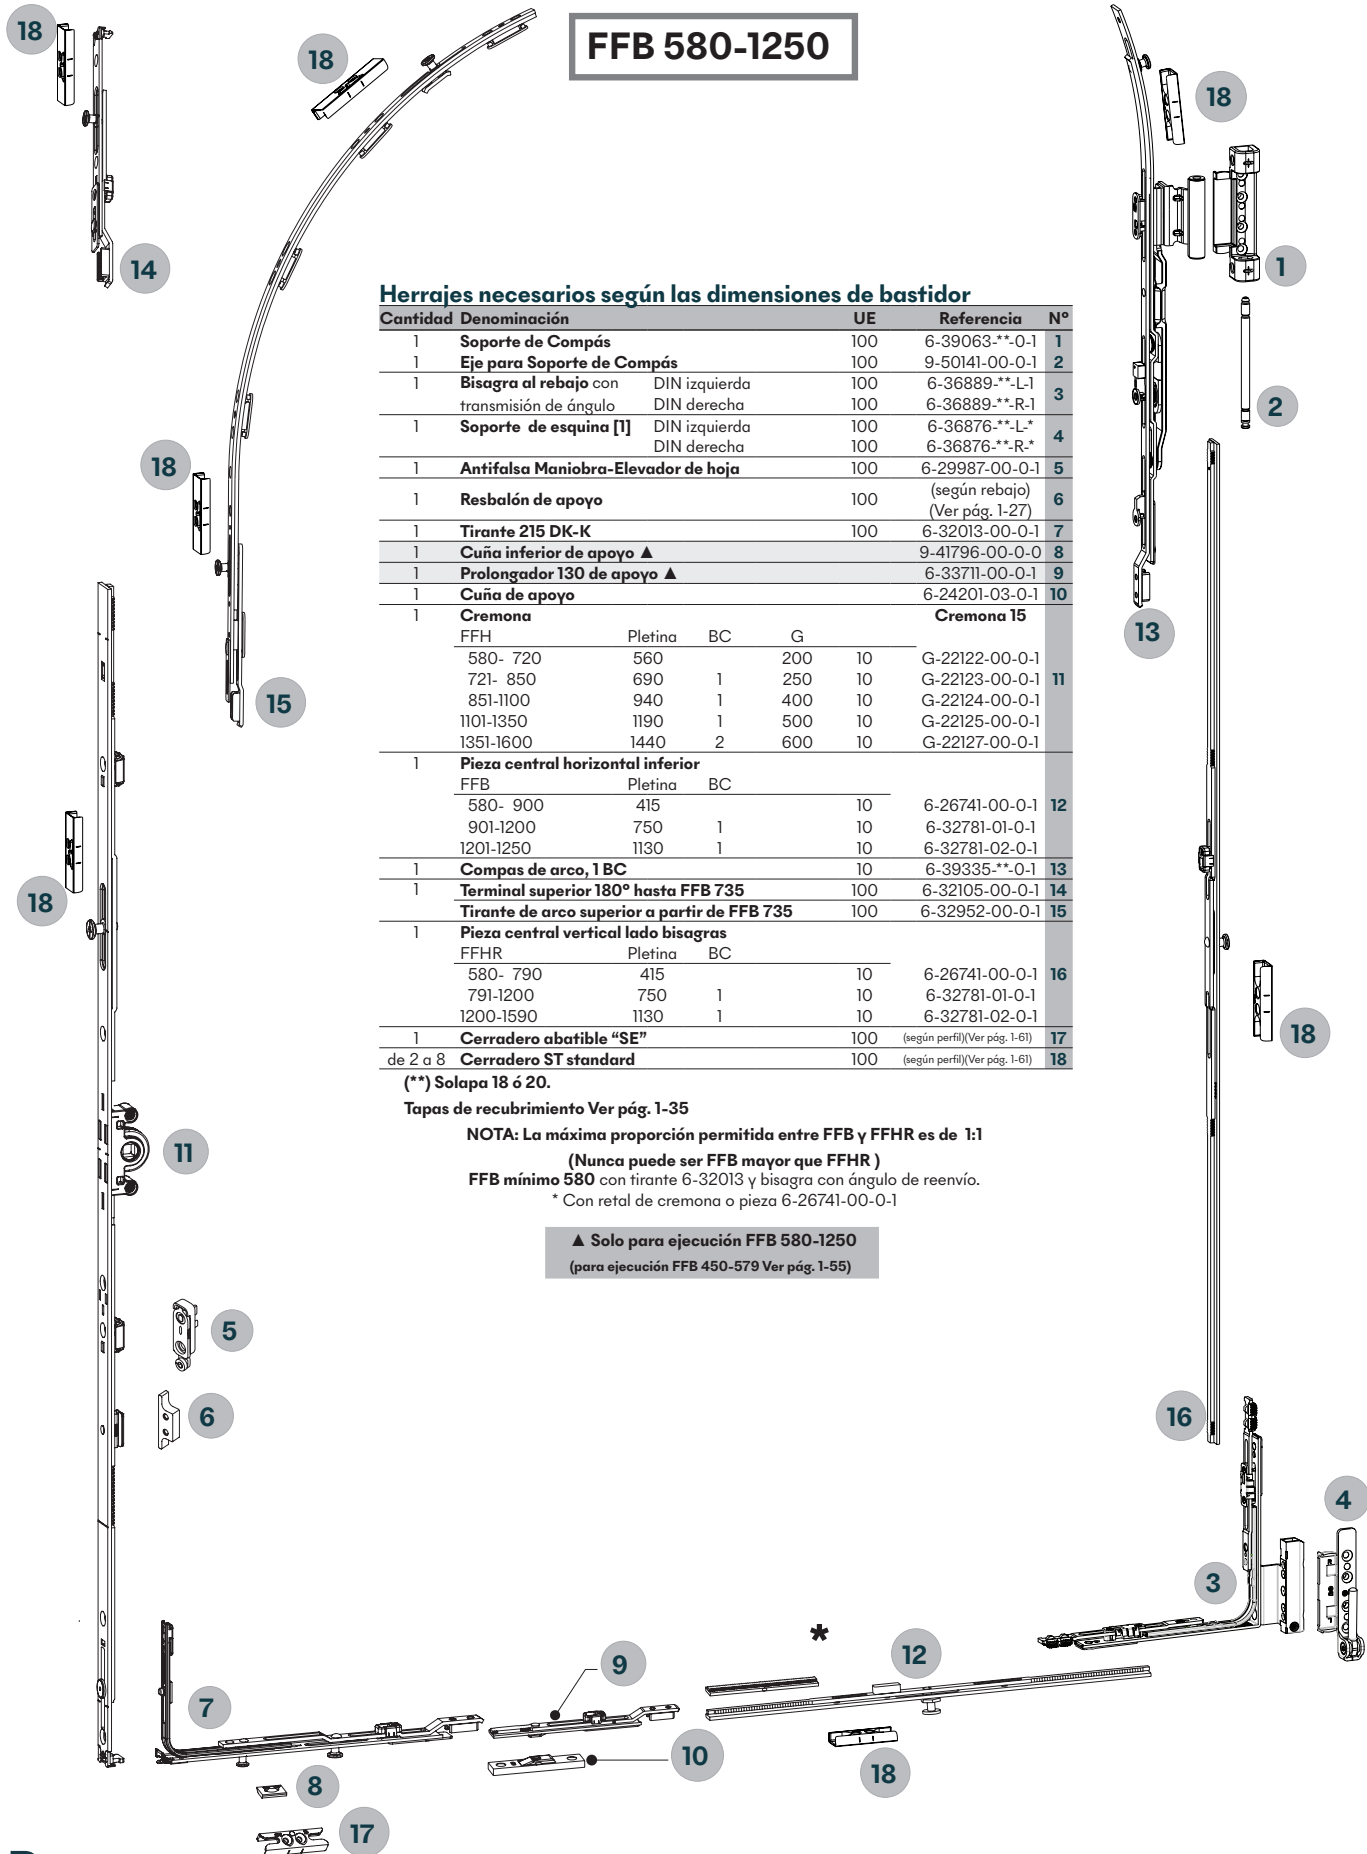 FFB 580-1250
18
18
18
14
1
2
18
15
13
Herrajes necesarios según las dimensiones de bastidor
Cantidad Denominación UE Referencia Nº
1 Soporte de Compás 100 6-39063-**-0-1 1
1 Eje para Soporte de Compás 100 9-50141-00-0-1 2
1 Bisagra al rebajo con DIN izquierda 100 6-36889-**-L-1 3
transmisión de ángulo DIN derecha 100 6-36889-**-R-1
1 Soporte de esquina [1] DIN izquierda 100 6-36876-**-L-* 4
DIN derecha 100 6-36876-**-R-*
1 Antifalsa Maniobra-Elevador de hoja 100 6-29987-00-0-1 5
1 Resbalón de apoyo 100 (según rebajo) 6
(Ver pág. 1-27)
1 Tirante 215 DK-K 100 6-32013-00-0-1 7
1 Cuña inferior de apoyo ▲ 9-41796-00-0-0 8
1 Prolongador 130 de apoyo ▲ 6-33711-00-0-1 9
1 Cuña de apoyo 6-24201-03-0-1 10
1 Cremona Cremona 15
FFH Pletina BC G
580- 720 560 200 10 G-22122-00-0-1
721- 850 690 1 250 10 G-22123-00-0-1 11
851-1100 940 1 400 10 G-22124-00-0-1
1101-1350 1190 1 500 10 G-22125-00-0-1
1351-1600 1440 2 600 10 G-22127-00-0-1
1 Pieza central horizontal inferior
FFB Pletina BC
580- 900 415 10 6-26741-00-0-1 12
901-1200 750 1 10 6-32781-01-0-1
1201-1250 1130 1 10 6-32781-02-0-1
1 Compas de arco, 1 BC 10 6-39335-**-0-1 13
1 Terminal superior 180º hasta FFB 735 100 6-32105-00-0-1 14
Tirante de arco superior a partir de FFB 735 100 6-32952-00-0-1 15
1 Pieza central vertical lado bisagras
FFHR Pletina BC
580- 790 415 10 6-26741-00-0-1 16
791-1200 750 1 10 6-32781-01-0-1
1200-1590 1130 1 10 6-32781-02-0-1
1 Cerradero abatible “SE” 100 (según perfil)(Ver pág. 1-61) 17
de 2 a 8 Cerradero ST standard 100 (según perfil)(Ver pág. 1-61) 18
(**) Solapa 18 ó 20.
Tapas de recubrimiento Ver pág. 1-35
NOTA: La máxima proporción permitida entre FFB y FFHR es de 1:1
(Nunca puede ser FFB mayor que FFHR )
FFB mínimo 580 con tirante 6-32013 y bisagra con ángulo de reenvío.
* Con retal de cremona o pieza 6-26741-00-0-1
▲ Solo para ejecución FFB 580-1250
(para ejecución FFB 450-579 Ver pág. 1-55)
18
18
11
5
6
16
4
3
*
12
9
7
10
18
8
17